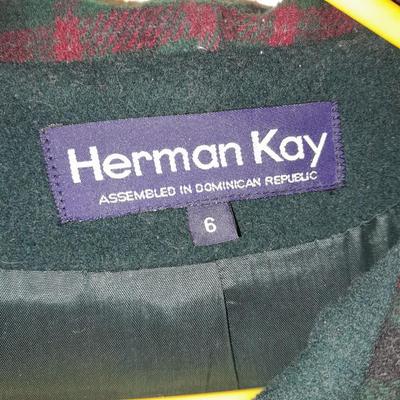 Herman Kay
ASSEMBLED IN DOMINICAN REPUBLIC
6